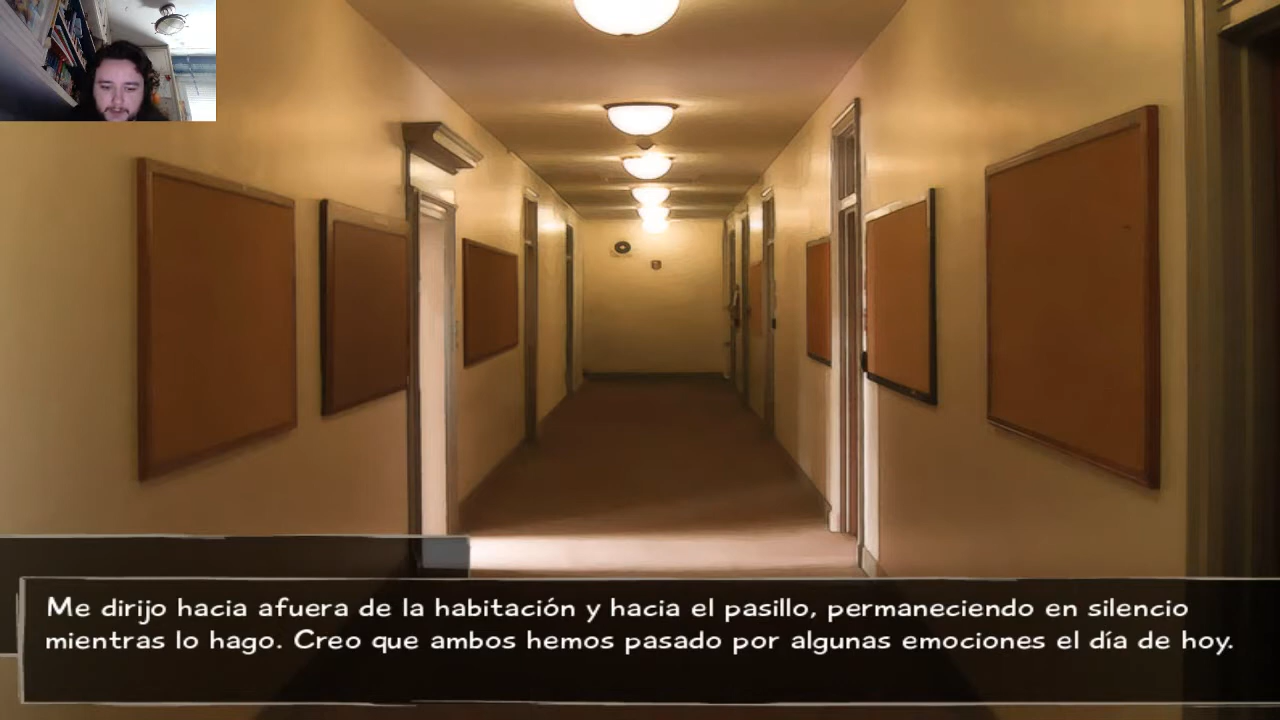 Me dirijo hacia afuera de la habitación y hacia el pasillo, permaneciendo en silencio
mientras lo hago. Creo que ambos hemos pasado por algunas emociones el día de hoy.